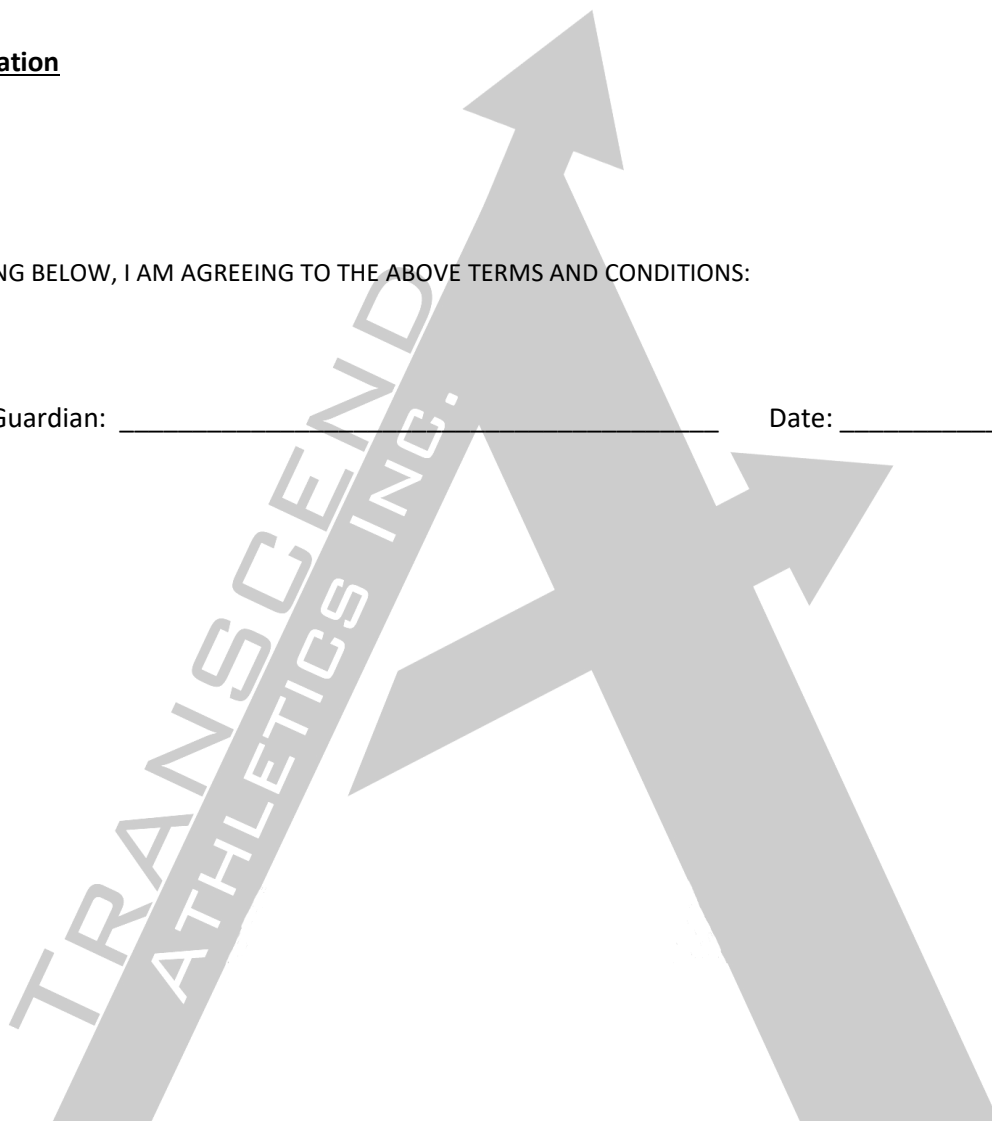 ation
NG BELOW, I AM AGREEING TO THE ABOVE TERMS AND CONDITIONS:
Guardian: ________________________________________ Date: ___________
TRANSCEND
ATHLETICS INC.